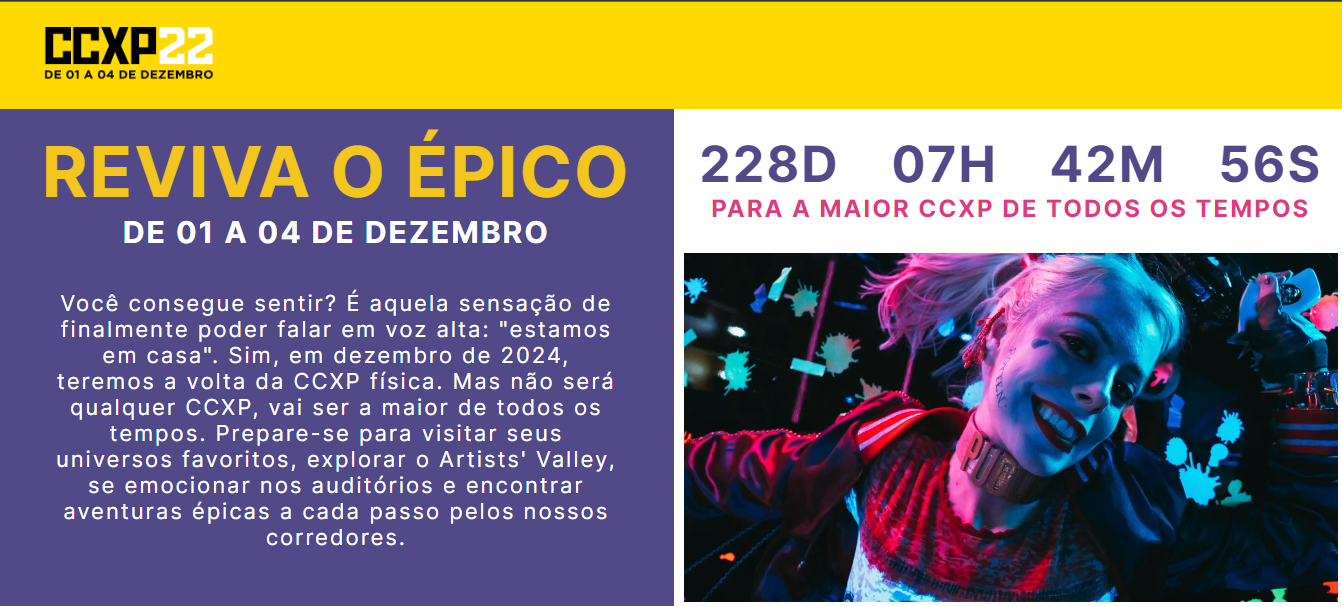 CCXP22
DE 01 A 04 DE DEZEMBRO
REVIVA O ÉPICO
DE 01 A 04 DE DEZEMBRO
Você consegue sentir? É aquela sensação de
finalmente poder falar em voz alta: "estamos
em casa". Sim, em dezembro de 2024,
teremos a volta da CCXP física. Mas não será
qualquer CCXP, vai ser a maior de todos os
tempos. Prepare-se para visitar seus
universos favoritos, explorar o Artists' Valley,
se emocionar nos auditórios e encontrar
aventuras épicas a cada passo pelos nossos
corredores.
228D 07H 42M 56S
PARA A MAIOR CCXP DE TODOS OS TEMPOS